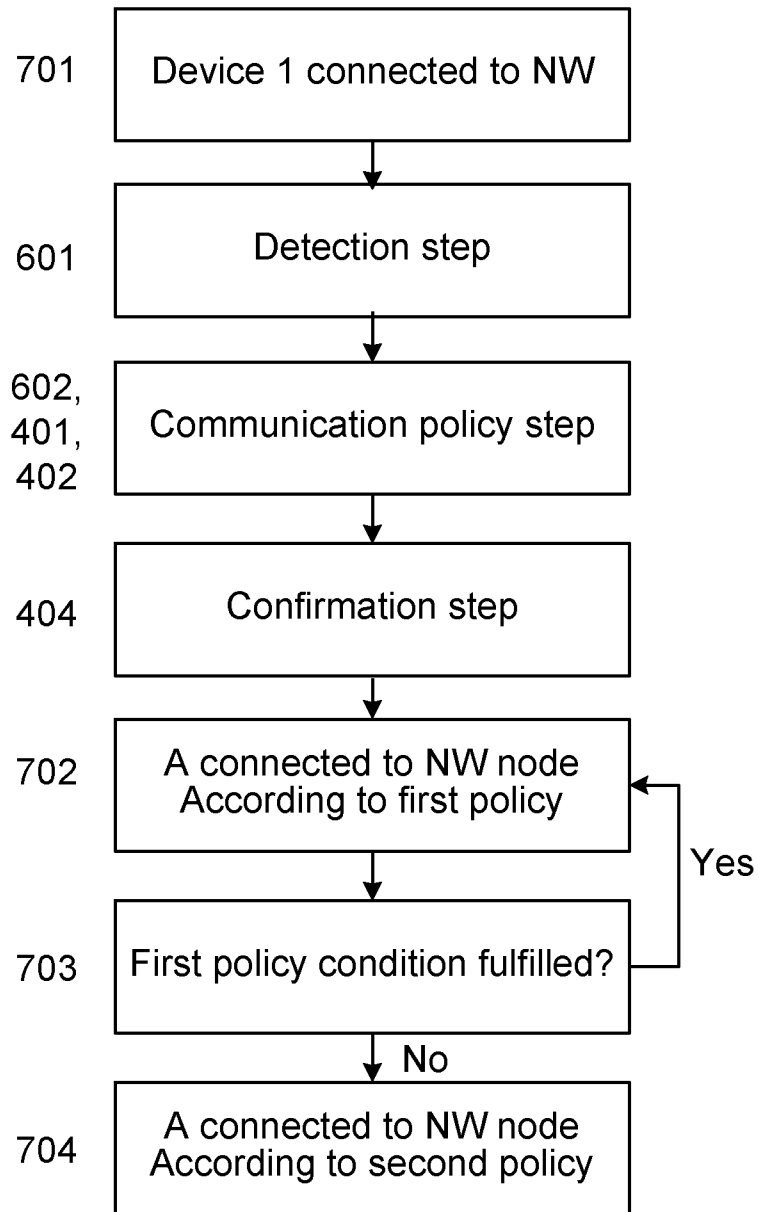 701
Device 1 connected to NW
601
Detection step
602,
401,
402
Communication policy step
404
Confirmation step
702
A connected to NW node
According to first policy
Yes
703
First policy condition fulfilled?
No
704
A connected to NW node
According to second policy